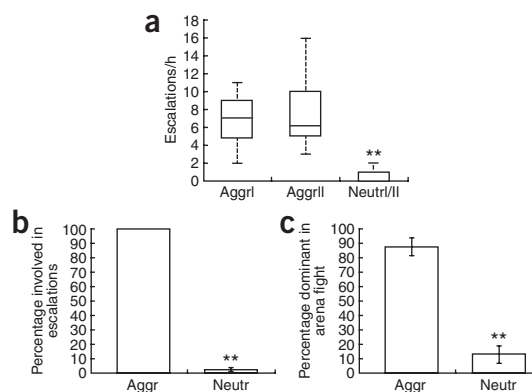 a
Escalations/h
18
16
14
12
10
8
6
4
2
0
**
AggrI
AggrII
NeutrI/II
b
Percentage involved in
escalations
100
90
80
70
60
50
40
30
20
10
0
**
Aggr
Neutr
c
Percentage dominant in
arena fight
100
90
80
70
60
50
40
30
20
10
0
**
Aggr
Neutr